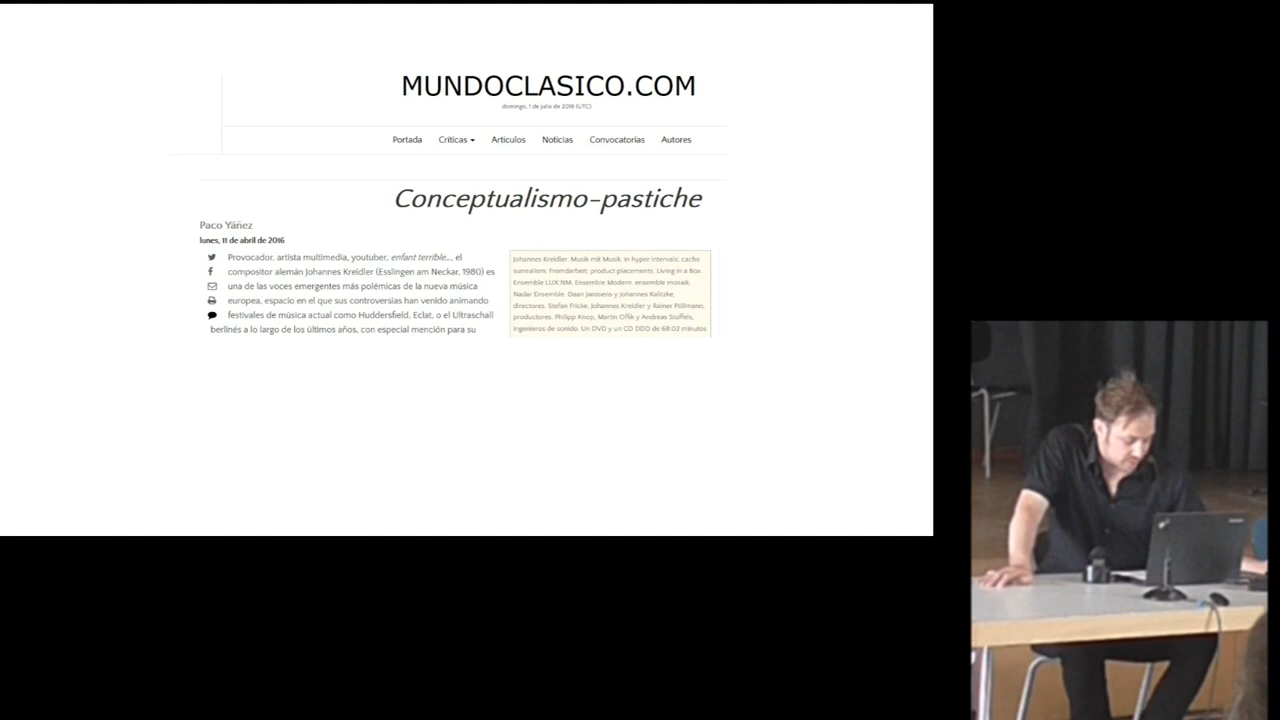 MUNDOCLASICO.COM
domingo, 1 de julio de 2018 (UTC)
Portada Críticas Artículos Noticias Convocatorias Autores
Conceptualismo-pastiche
Paco Yáñez
lunes, 11 de abril de 2016
Provocador, artista multimedia, youtuber, enfant terrible..., el
compositor alemán Johannes Kreidler (Esslingen am Neckar, 1980) es
una de las voces emergentes más polémicas de la nueva música
europea, espacio en el que sus controversias han venido animando
festivales de música actual como Huddersfield, Eclat, o el Ultraschall
berlinés a lo largo de los últimos años, con especial mención para su
Johannes Kreidler: Musik mit Musik. in hyper intervals; cache
surrealism; Fremdarbeit; product placements; Living in a Box.
Ensemble LUX:NM. Ensemble Modern. ensemble mosaik.
Nadar Ensemble. Daan Janssens y Johannes Kalitzke,
directores. Stefan Fricke, Johannes Kreidler y Rainer Pöllmann,
productores. Philipp Knop, Martin Offik y Andreas Stoffels,
ingenieros de sonido. Un DVD y un CD DDD de 68:02 minutos